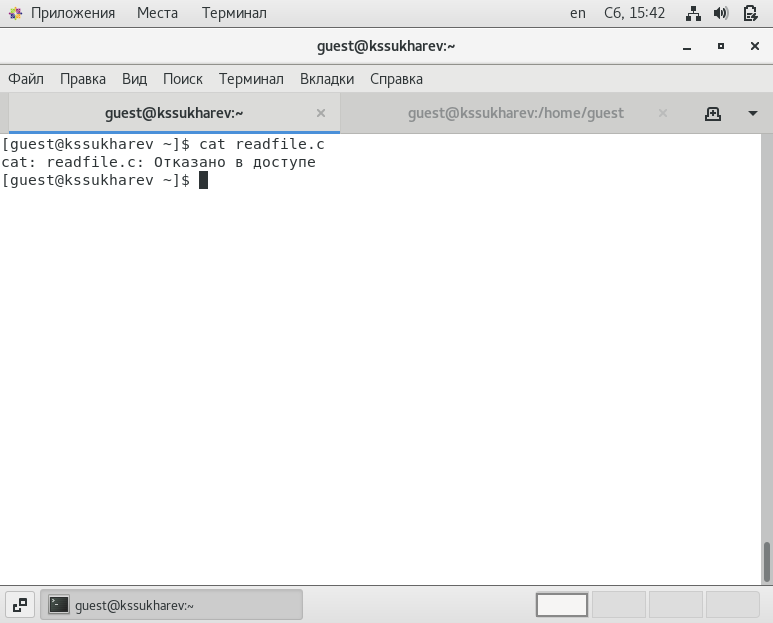 Приложения Места Терминал en Сб, 15:42
guest@kssukharev:~
Файл Правка Вид Поиск Терминал Вкладки Справка
guest@kssukharev:~ × guest@kssukharev:/home/guest ×
[guest@kssukharev ~]$ cat readfile.c
cat: readfile.c: Отказано в доступе
[guest@kssukharev ~]$
guest@kssukharev:~